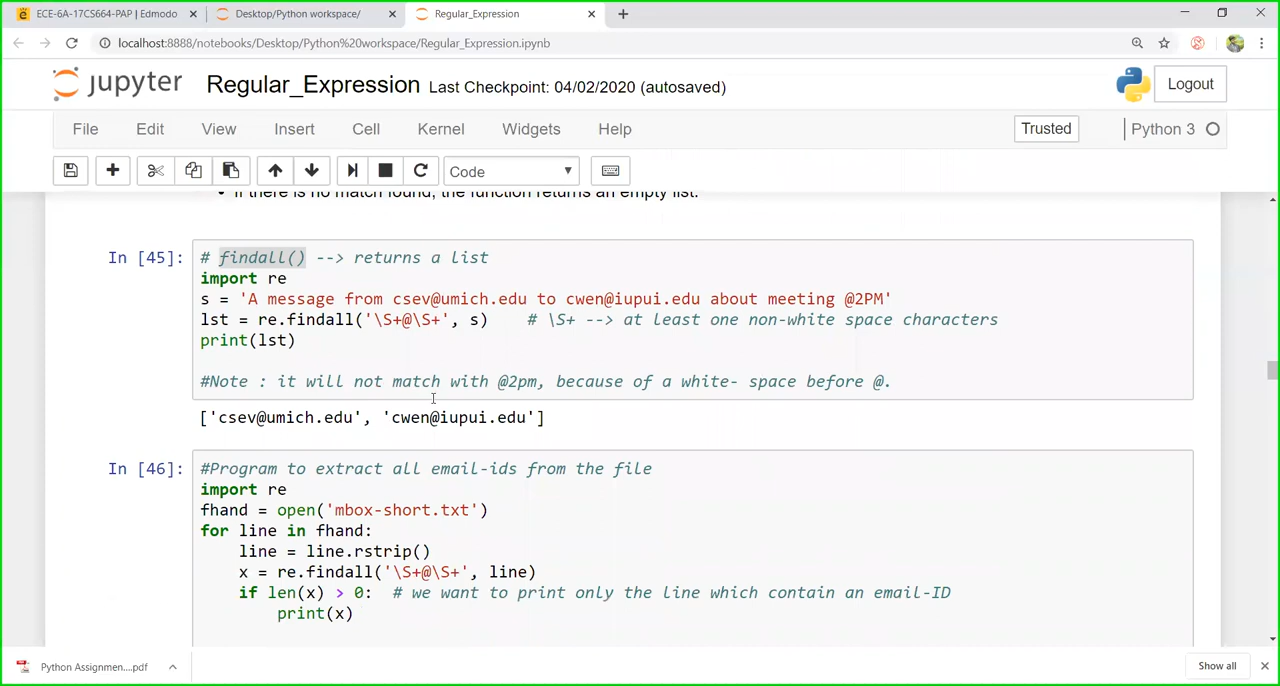 ECE-6A-17CS664-PAP | Edmodo
Desktop/Python workspace/
Regular_Expression
localhost:8888/notebooks/Desktop/Python%20workspace/Regular_Expression.ipynb
jupyter Regular_Expression Last Checkpoint: 04/02/2020 (autosaved)
Logout
File Edit View Insert Cell Kernel Widgets Help
Trusted
Python 3
Code
• If there is no match found, the function returns an empty list.
In [45]:
# findall() --> returns a list
import re
s = 'A message from csev@umich.edu to cwen@iupui.edu about meeting @2PM'
lst = re.findall('\S+@\S+', s)    # \S+ --> at least one non-white space characters
print(lst)
#Note : it will not match with @2pm, because of a white- space before @.
['csev@umich.edu', 'cwen@iupui.edu']
In [46]:
#Program to extract all email-ids from the file
import re
fhand = open('mbox-short.txt')
for line in fhand:
    line = line.rstrip()
    x = re.findall('\S+@\S+', line)
    if len(x) > 0:  # we want to print only the line which contain an email-ID
        print(x)
Python Assignmen....pdf
Show all